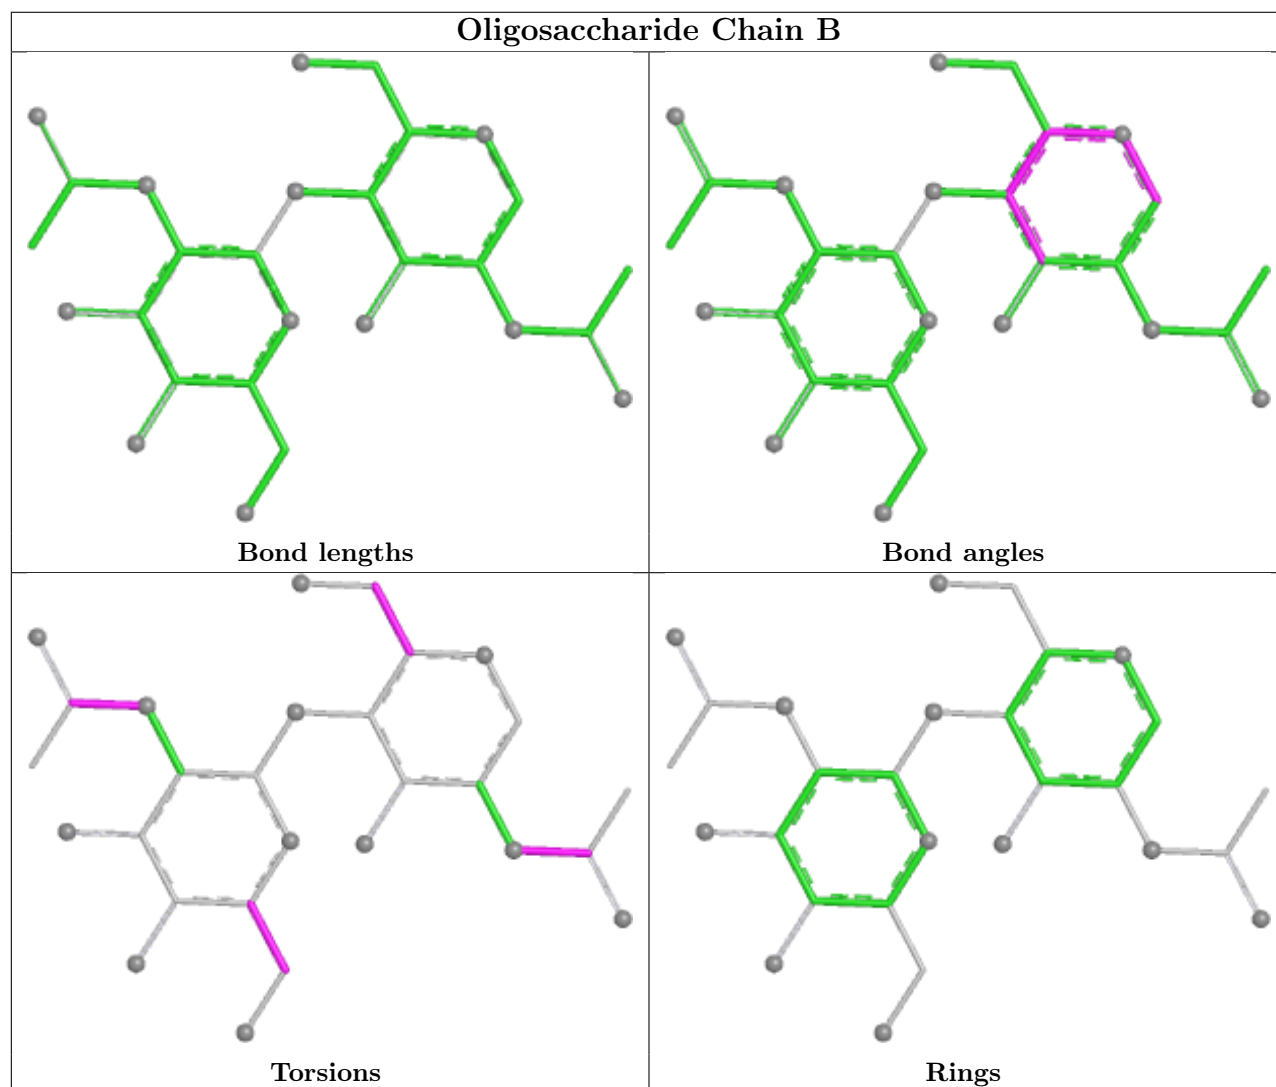 Oligosaccharide Chain B
Bond lengths
Bond angles
Torsions
Rings